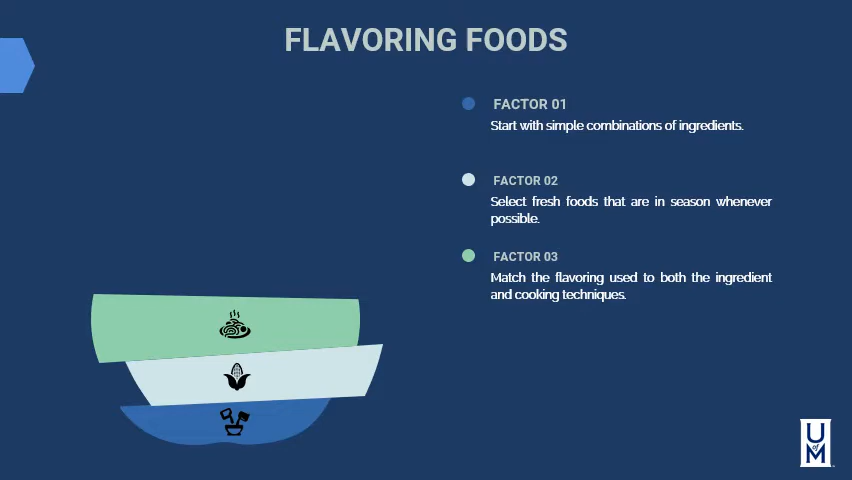 FLAVORING FOODS
FACTOR 01
Start with simple combinations of ingredients.
FACTOR 02
Select fresh foods that are in season whenever
possible.
FACTOR 03
Match the flavoring used to both the ingredient
and cooking techniques.
U
of
M